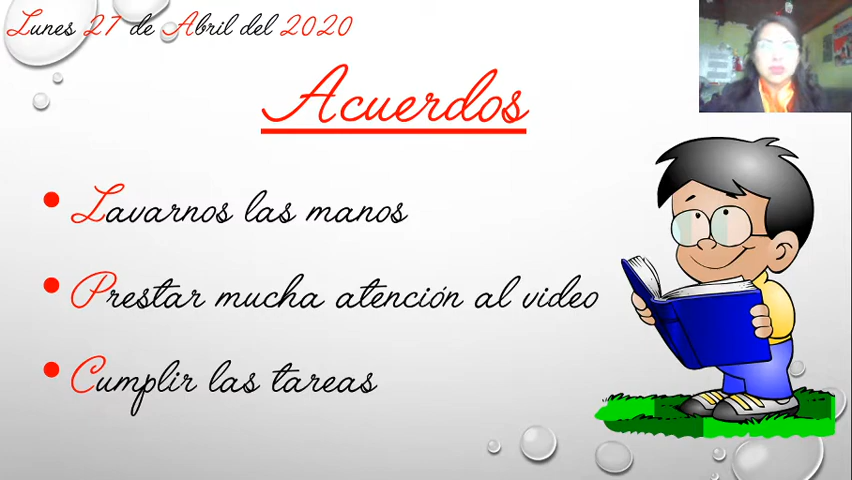 Lunes 27 de Abril del 2020
Acuerdos
• Lavarnos las manos
• Prestar mucha atención al video
• Cumplir las tareas